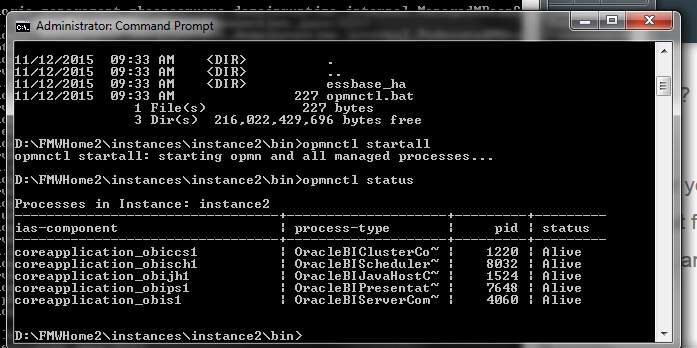 Administrator: Command Prompt
11/12/2015  09:33 AM    <DIR>          .
11/12/2015  09:33 AM    <DIR>          ..
11/12/2015  09:33 AM    <DIR>          essbase_ha
11/12/2015  09:33 AM               227 opmnctl.bat
1 File(s)            227 bytes
3 Dir(s)  216,022,429,696 bytes free
D:\FMWHome2\instances\instance2\bin>opmnctl startall
opmnctl startall: starting opmn and all managed processes...
D:\FMWHome2\instances\instance2\bin>opmnctl status
Processes in Instance: instance2
---------------------------------+--------------------+---------+---------
ias-component                    | process-type       |     pid | status
---------------------------------+--------------------+---------+---------
coreapplication_obiccs1          | OracleBIClusterCo~ |    1220 | Alive
coreapplication_obisch1          | OracleBIScheduler~ |    8032 | Alive
coreapplication_obijh1           | OracleBIJavaHostC~ |    1524 | Alive
coreapplication_obips1           | OracleBIPresentat~ |    7648 | Alive
coreapplication_obis1            | OracleBIServerCom~ |    4060 | Alive
D:\FMWHome2\instances\instance2\bin>